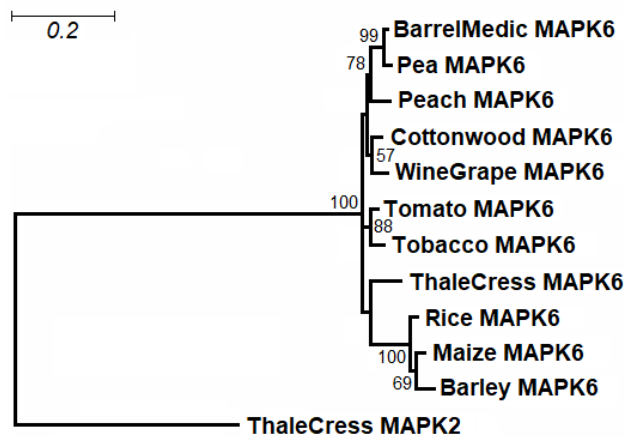 0.2
99
BarrelMedic MAPK6
78
Pea MAPK6
Peach MAPK6
Cottonwood MAPK6
57
WineGrape MAPK6
100
Tomato MAPK6
88
Tobacco MAPK6
ThaleCress MAPK6
Rice MAPK6
100
Maize MAPK6
69
Barley MAPK6
ThaleCress MAPK2